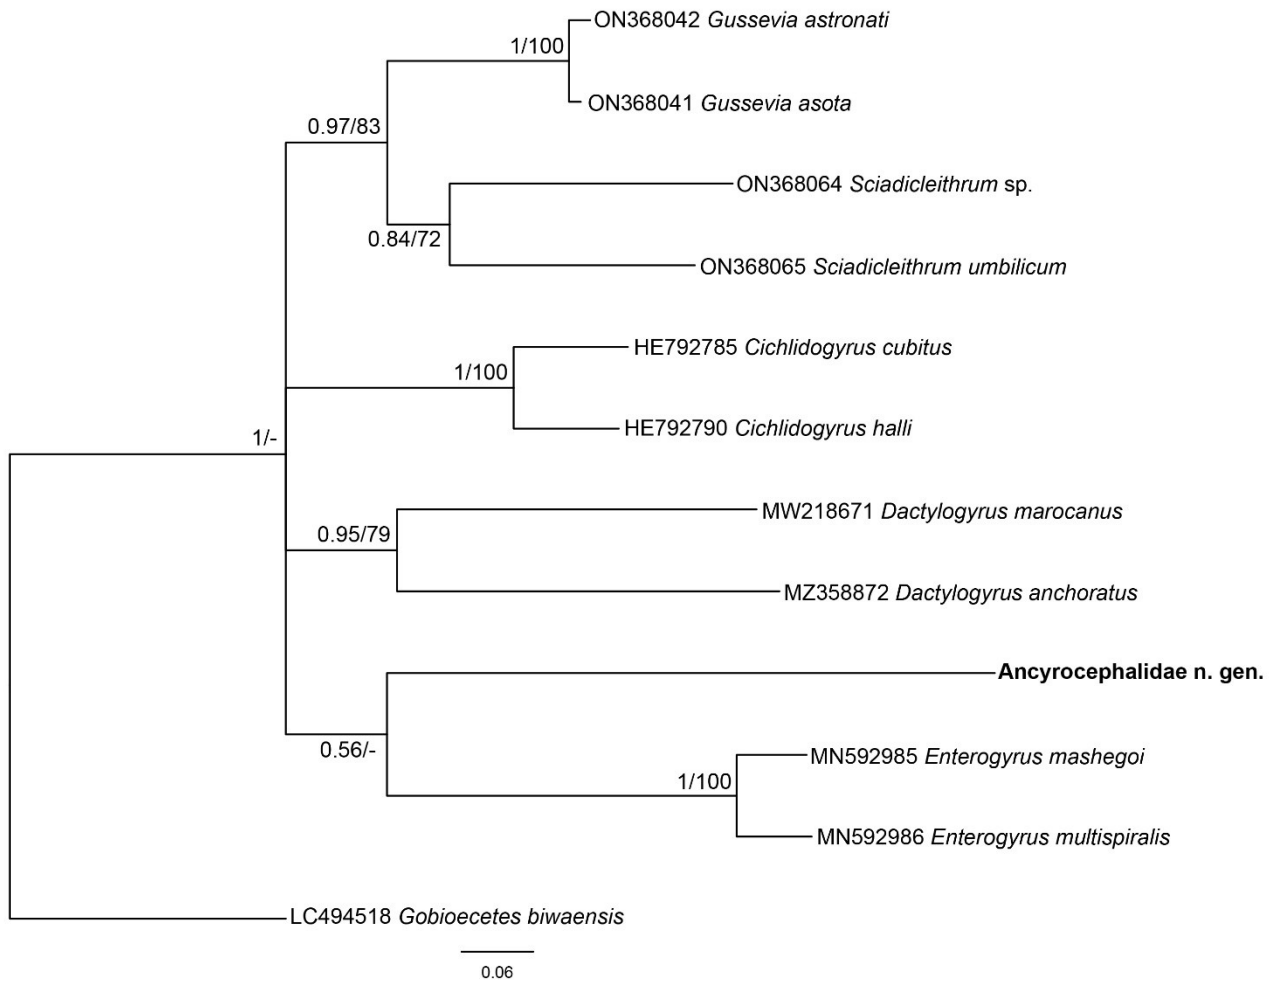 ON368042 Gussevia astronati
1/100
ON368041 Gussevia asota
0.97/83
ON368064 Sciadicleithrum sp.
0.84/72
ON368065 Sciadicleithrum umbilicum
HE792785 Cichlidogyrus cubitus
1/100
HE792790 Cichlidogyrus halli
1/-
MW218671 Dactylogyrus marocanus
0.95/79
MZ358872 Dactylogyrus anchoratus
Ancyrocephalidae n. gen.
0.56/-
MN592985 Enterogyrus mashegoi
1/100
MN592986 Enterogyrus multispiralis
LC494518 Gobioecetes biwaensis
0.06